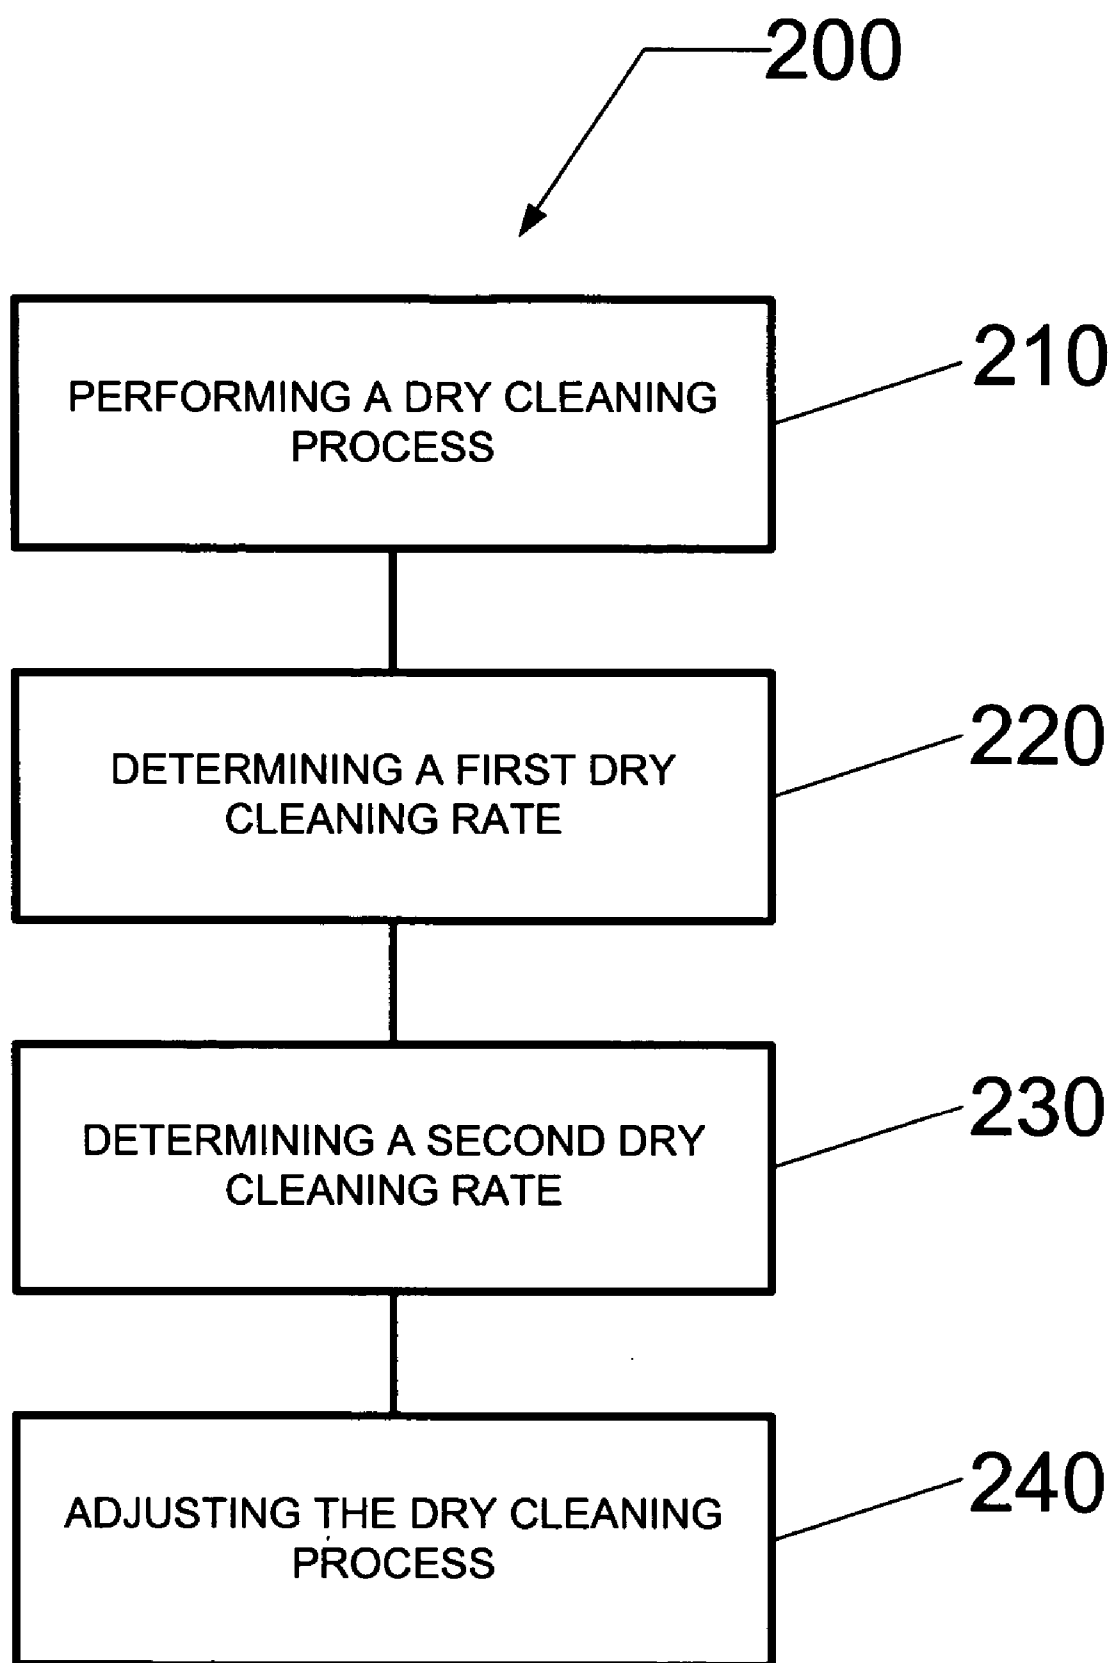 200
PERFORMING A DRY CLEANING
PROCESS
210
DETERMINING A FIRST DRY
CLEANING RATE
220
DETERMINING A SECOND DRY
CLEANING RATE
230
ADJUSTING THE DRY CLEANING
PROCESS
240